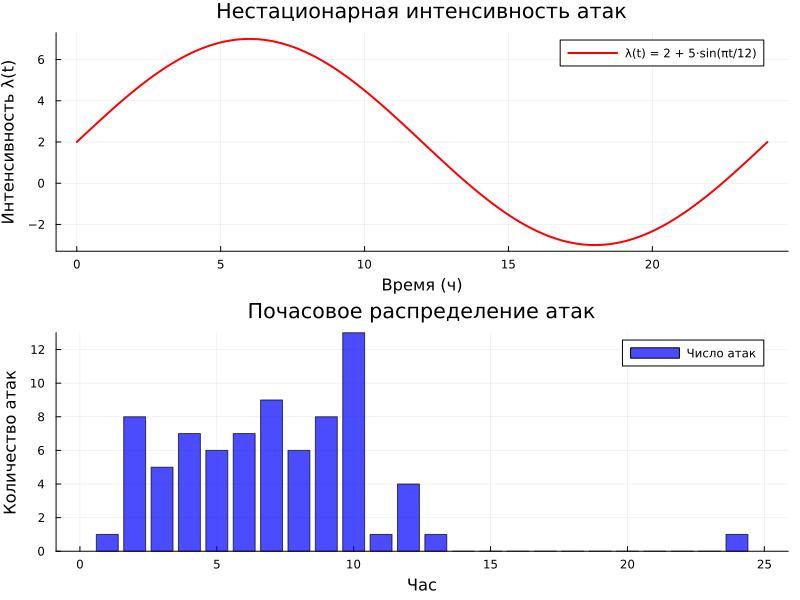 Нестационарная интенсивность атак
Интенсивность λ(t)
6
4
2
0
−2
λ(t) = 2 + 5·sin(πt/12)
0 5 10 15 20
Время (ч)
Почасовое распределение атак
Количество атак
12
10
8
6
4
2
0
Число атак
0 5 10 15 20 25
Час